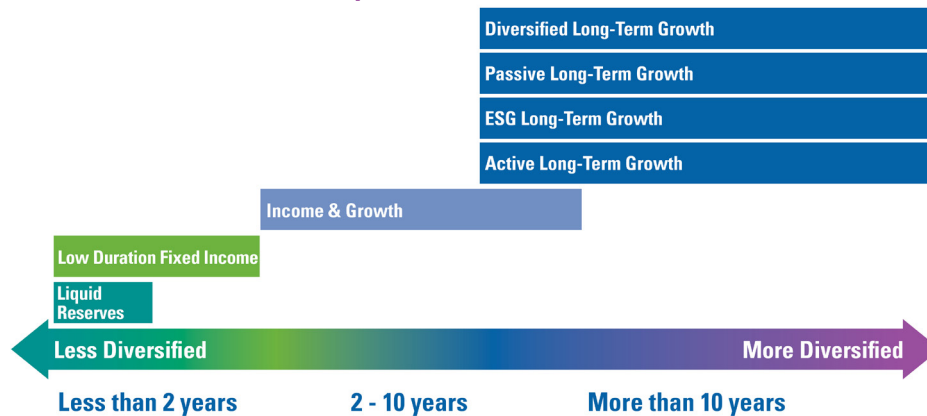 Diversified Long-Term Growth
Passive Long-Term Growth
ESG Long-Term Growth
Active Long-Term Growth
Income & Growth
Low Duration Fixed Income
Liquid
Reserves
Less Diversified
More Diversified
Less than 2 years
2 - 10 years
More than 10 years